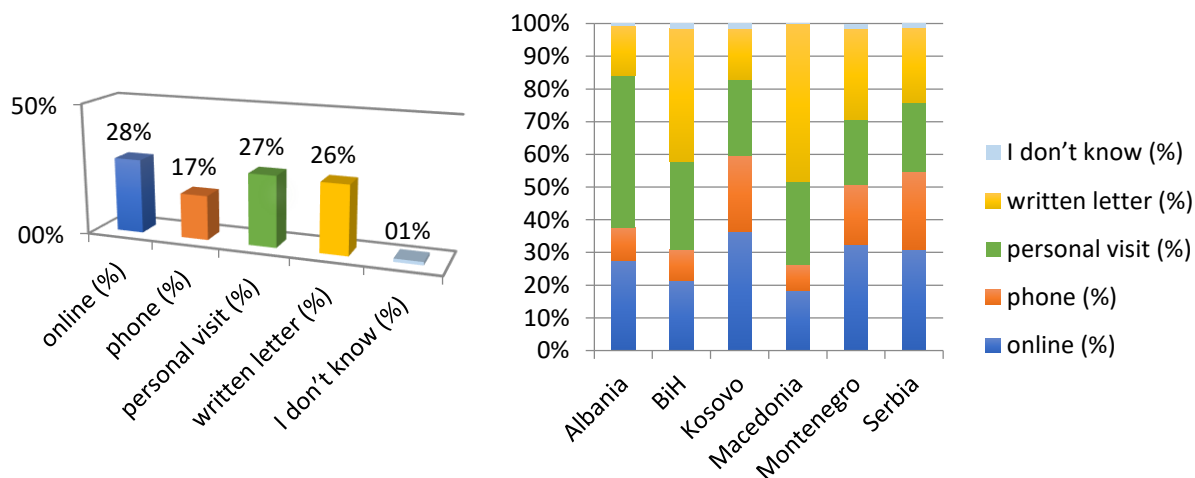 50%
00%
28%
17%
27%
26%
01%
online (%)
phone (%)
personal visit (%)
written letter (%)
I don’t know (%)
100%
90%
80%
70%
60%
50%
40%
30%
20%
10%
0%
Albania
BiH
Kosovo
Macedonia
Montenegro
Serbia
I don’t know (%)
written letter (%)
personal visit (%)
phone (%)
online (%)